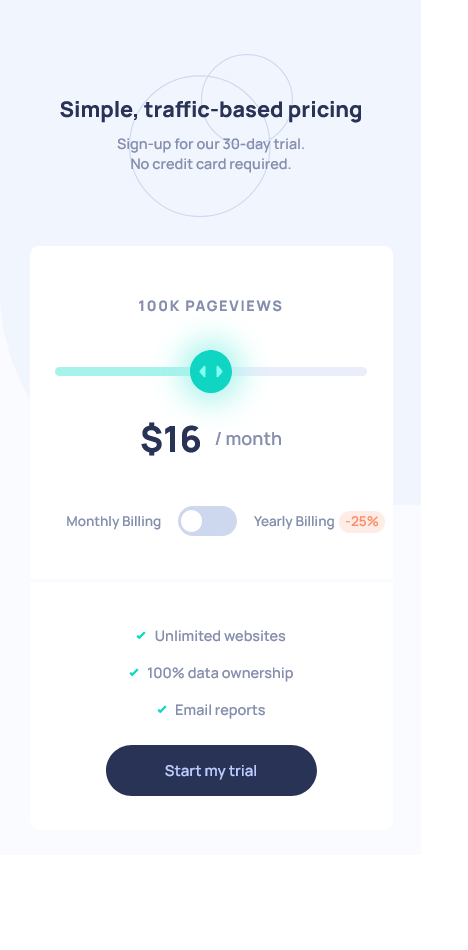 Simple, traffic-based pricing
Sign-up for our 30-day trial.
No credit card required.
100K PAGEVIEWS
$16 / month
Monthly Billing Yearly Billing -25%
Unlimited websites
100% data ownership
Email reports
Start my trial